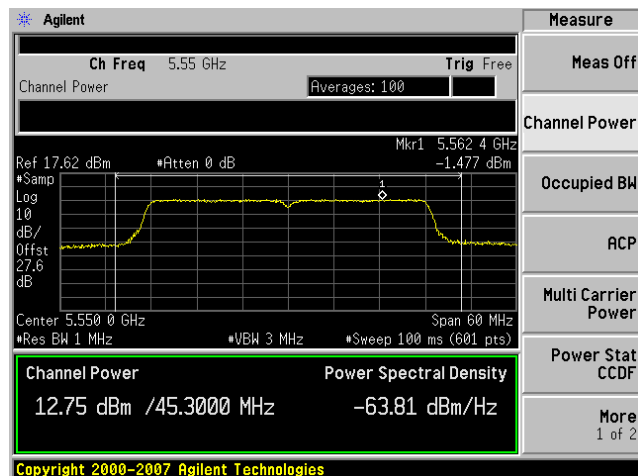 Agilent
Measure
Ch Freq 5.55 GHz Trig Free
Channel Power Averages: 100
Mkr1 5.562 4 GHz
Ref 17.62 dBm #Atten 0 dB -1.477 dBm
#Samp
Log
10
dB/
Offst
27.6
dB
1
Center 5.550 0 GHz Span 60 MHz
#Res BW 1 MHz #VBW 3 MHz #Sweep 100 ms (601 pts)
Channel Power Power Spectral Density
12.75 dBm /45.3000 MHz -63.81 dBm/Hz
Copyright 2000-2007 Agilent Technologies
Meas Off
Channel Power
Occupied BW
ACP
Multi Carrier
Power
Power Stat
CCDF
More
1 of 2